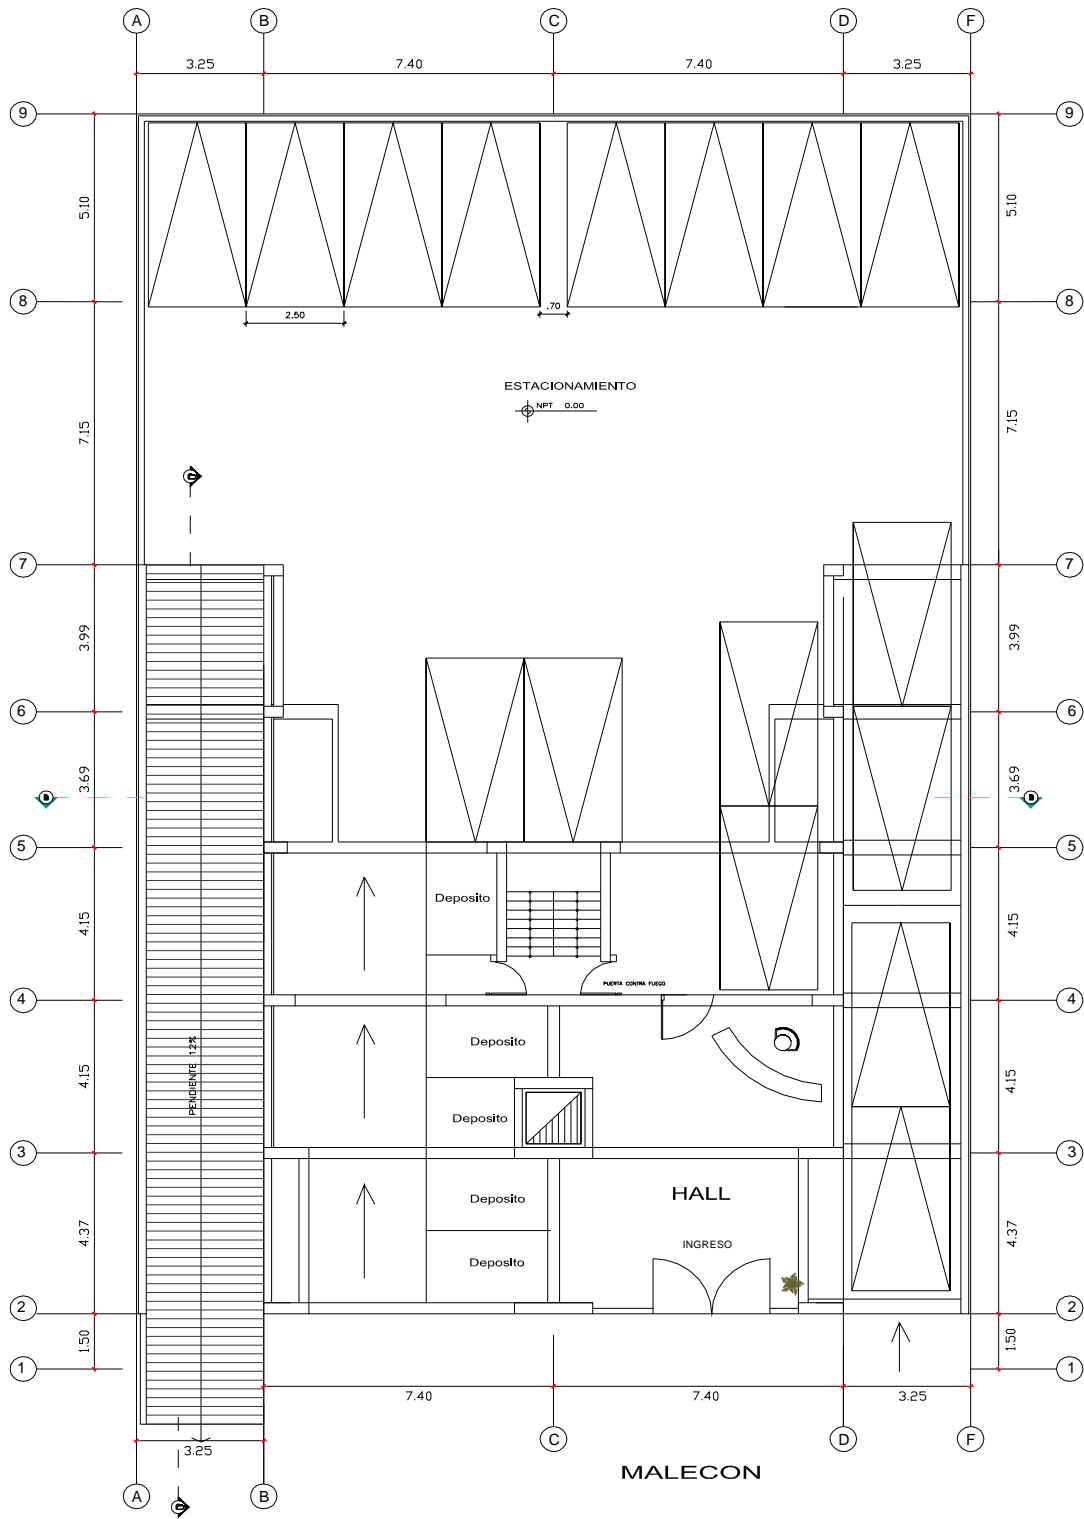 A B C D F
3.25 7.40 7.40 3.25
9 9
5.10 5.10
8 8
2.50 .70
ESTACIONAMIENTO
NPT 0.00
7.15 7.15
7 7
3.99 3.99
6 6
3.69 3.69
D D
5 5
Deposito
4.15 4.15
PUERTA CONTRA FUEGO
4 4
Deposito
PENDIENTE 12%
4.15 4.15
Deposito
3 3
Deposito HALL
4.37 4.37
INGRESO
Deposito
2 2
1.50 1.50
1 1
7.40 7.40 3.25
3.25
C D F
MALECON
A B